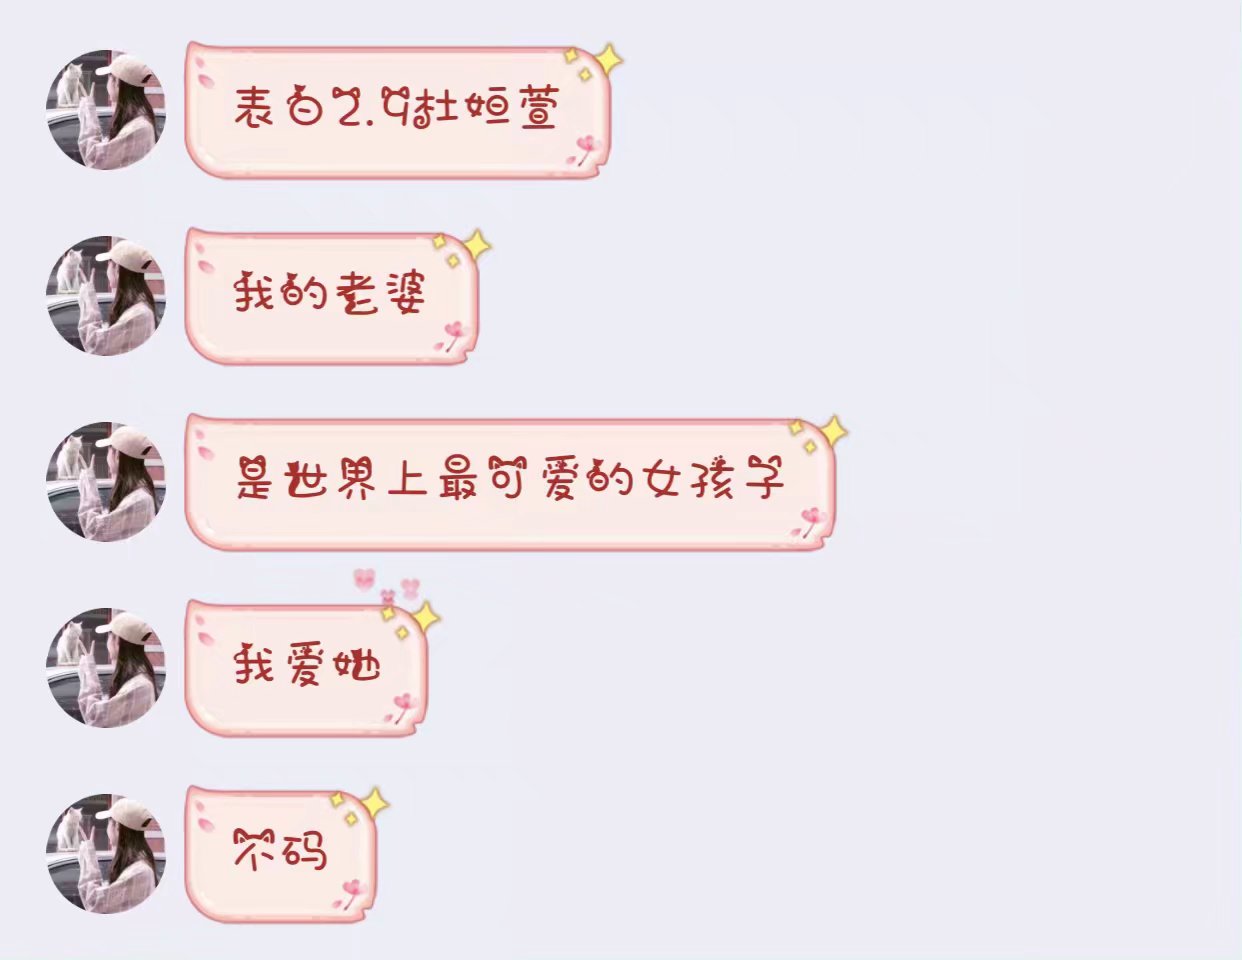 表白2.9杜姮萱
我的老婆
是世界上最可爱的女孩子
我爱她
不码